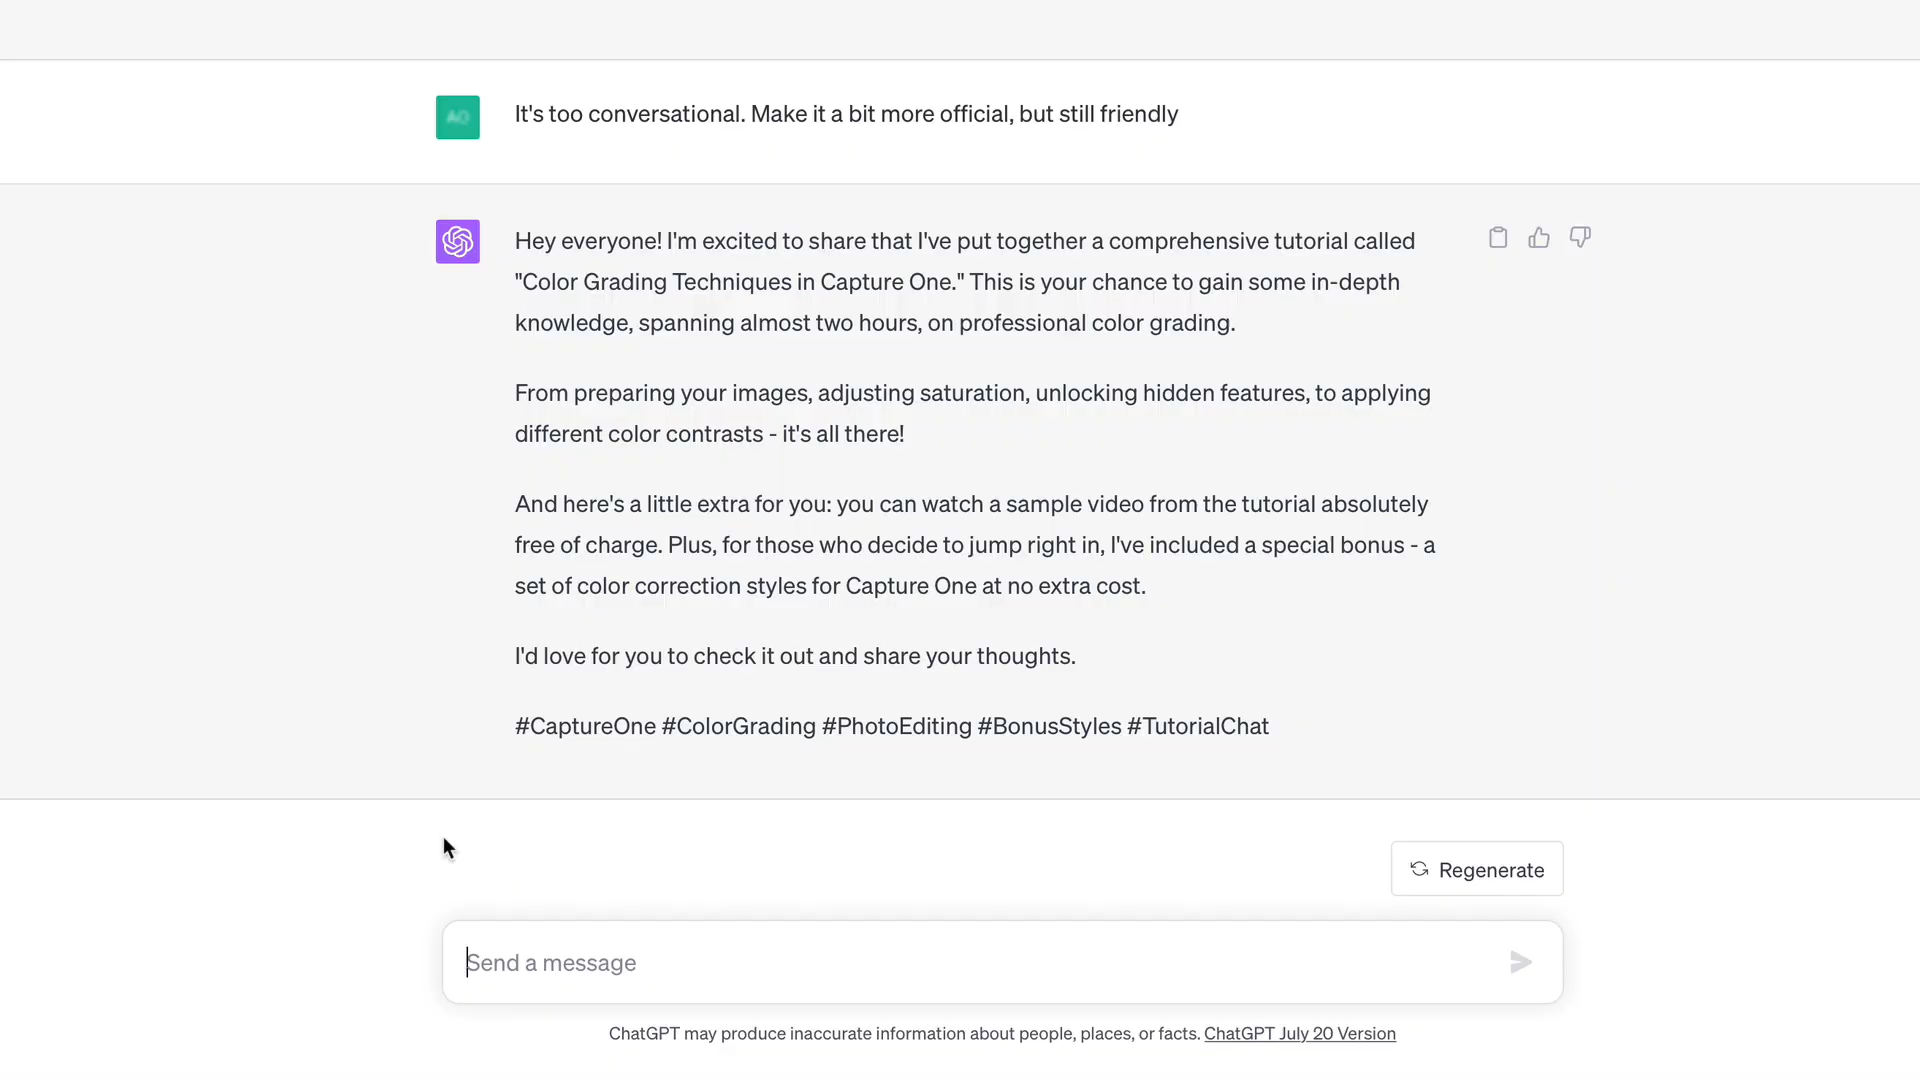 It's too conversational. Make it a bit more official, but still friendly
Hey everyone! I'm excited to share that I've put together a comprehensive tutorial called
"Color Grading Techniques in Capture One." This is your chance to gain some in-depth
knowledge, spanning almost two hours, on professional color grading.
From preparing your images, adjusting saturation, unlocking hidden features, to applying
different color contrasts - it's all there!
And here's a little extra for you: you can watch a sample video from the tutorial absolutely
free of charge. Plus, for those who decide to jump right in, I've included a special bonus - a
set of color correction styles for Capture One at no extra cost.
I'd love for you to check it out and share your thoughts.
#CaptureOne #ColorGrading #PhotoEditing #BonusStyles #TutorialChat
Regenerate
Send a message
ChatGPT may produce inaccurate information about people, places, or facts. ChatGPT July 20 Version